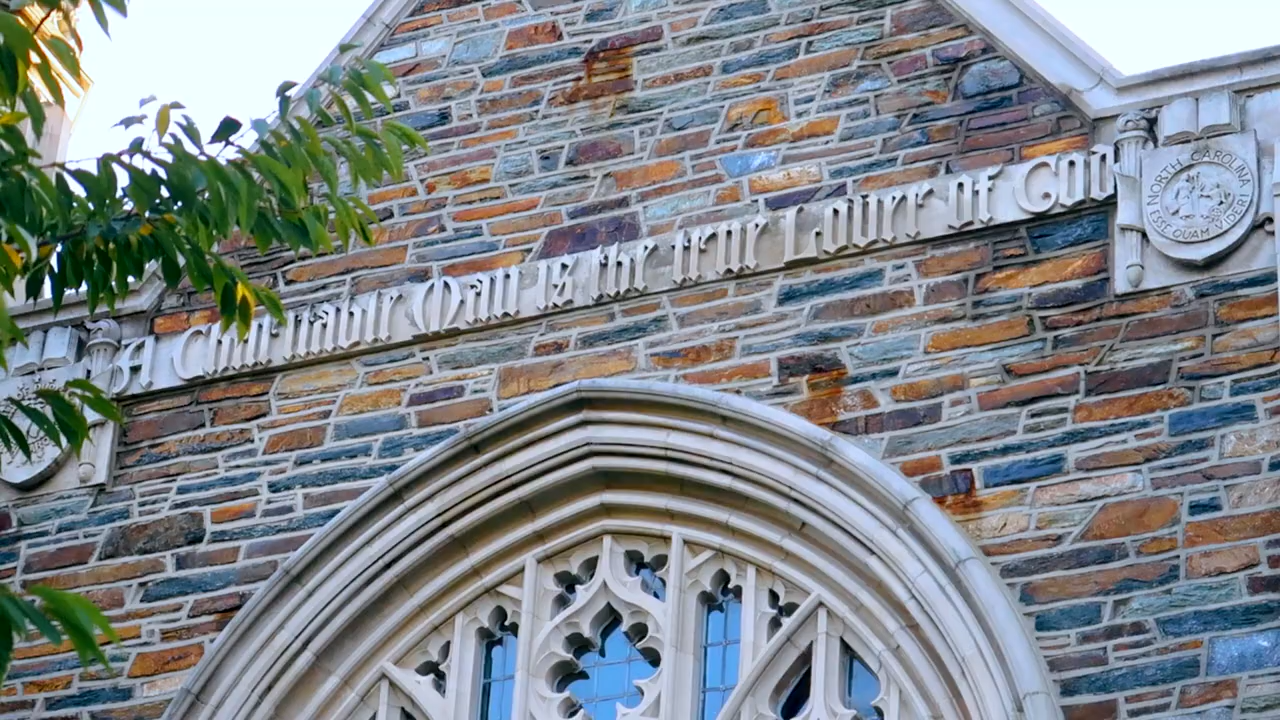 A Charitable Man is the true Lover of GOD
NORTH CAROLINA
ESSE QUAM VIDERI